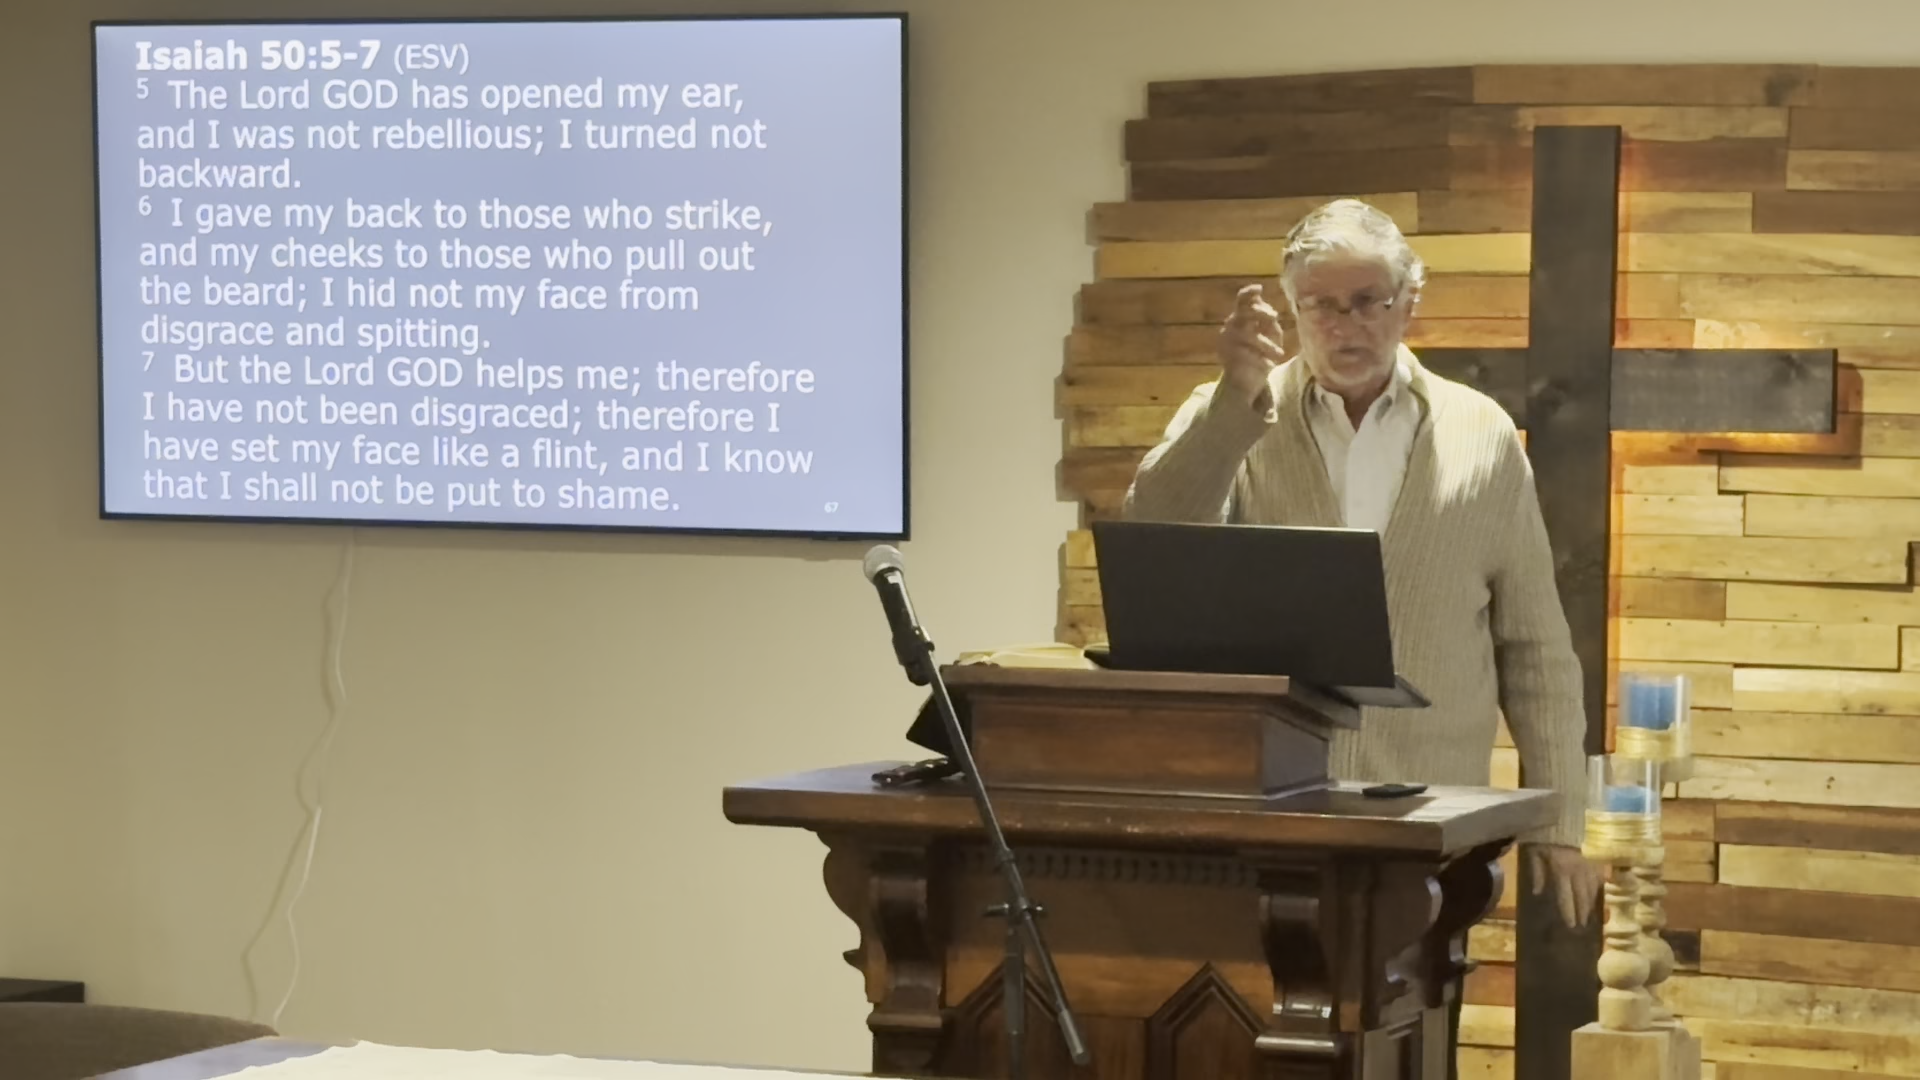 Isaiah 50:5-7 (ESV)
5 The Lord GOD has opened my ear,
and I was not rebellious; I turned not
backward.
6 I gave my back to those who strike,
and my cheeks to those who pull out
the beard; I hid not my face from
disgrace and spitting.
7 But the Lord GOD helps me; therefore
I have not been disgraced; therefore I
have set my face like a flint, and I know
that I shall not be put to shame.
67